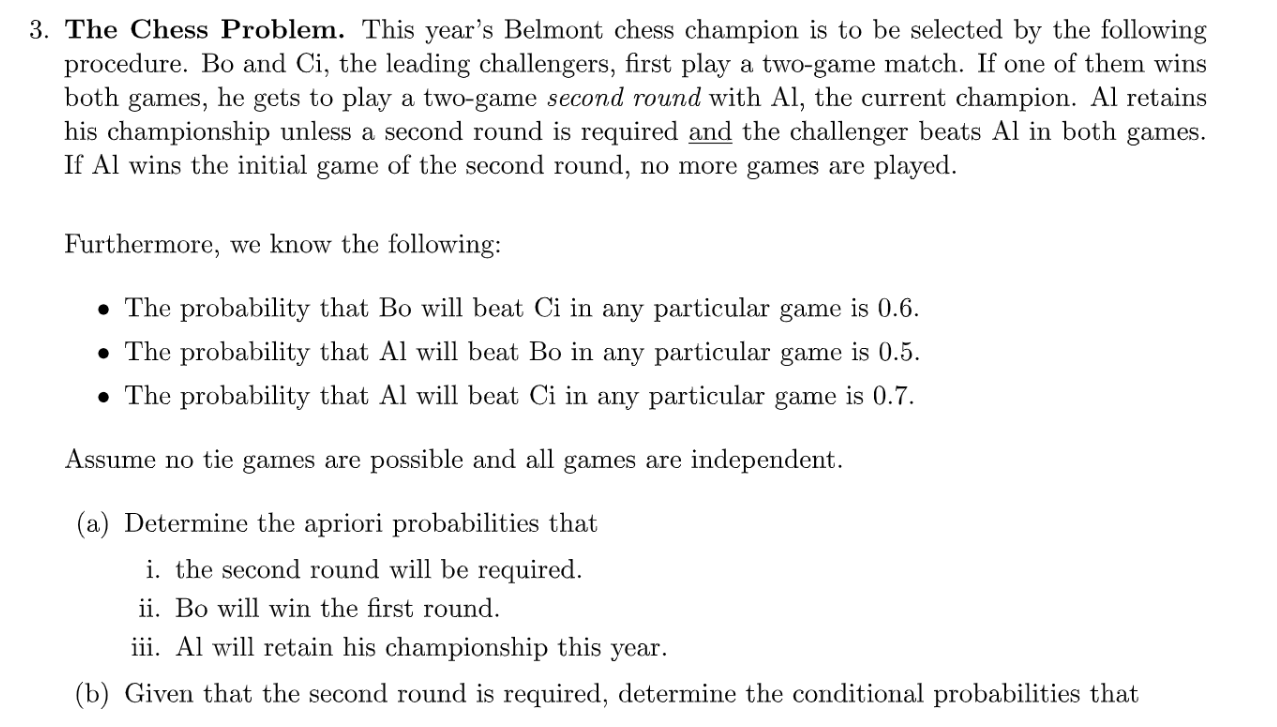 3. The Chess Problem. This year's Belmont chess champion is to be selected by the following
procedure. Bo and Ci, the leading challengers, first play a two-game match. If one of them wins
both games, he gets to play a two-game second round with Al, the current champion. Al retains
his championship unless a second round is required and the challenger beats Al in both games.
If Al wins the initial game of the second round, no more games are played.
Furthermore, we know the following:
• The probability that Bo will beat Ci in any particular game is 0.6.
• The probability that Al will beat Bo in any particular game is 0.5.
• The probability that Al will beat Ci in any particular game is 0.7.
Assume no tie games are possible and all games are independent.
(a) Determine the apriori probabilities that
i. the second round will be required.
ii. Bo will win the first round.
iii. Al will retain his championship this year.
(b) Given that the second round is required, determine the conditional probabilities that